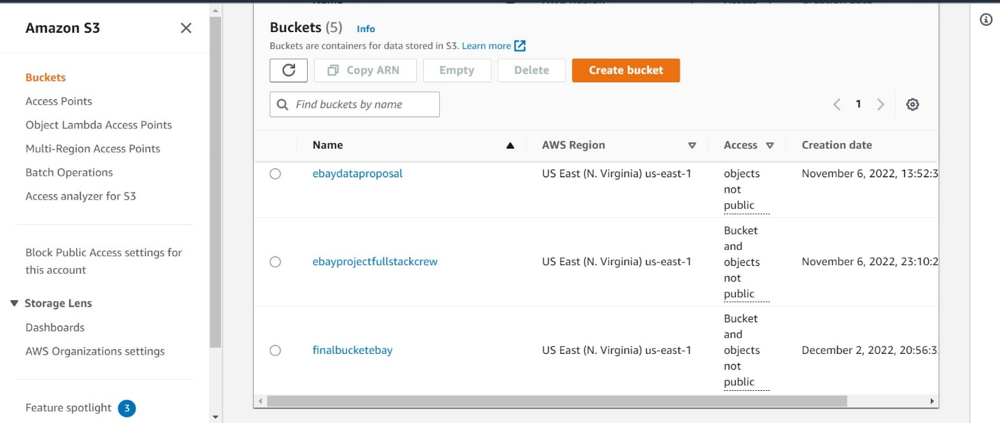 Amazon S3
Buckets
Access Points
Object Lambda Access Points
Multi-Region Access Points
Batch Operations
Access analyzer for S3
Block Public Access settings for
this account
Storage Lens
Dashboards
AWS Organizations settings
Feature spotlight 3
Buckets (5) Info
Buckets are containers for data stored in S3. Learn more
Copy ARN Empty Delete Create bucket
Find buckets by name
1
Name AWS Region Access Creation date
ebaydataproposal US East (N. Virginia) us-east-1 objects November 6, 2022, 13:52:3
not
public
Bucket
and
ebayprojectfullstackcrew US East (N. Virginia) us-east-1 objects November 6, 2022, 23:10:2
not
public
Bucket
and
finalbucketebay US East (N. Virginia) us-east-1 objects December 2, 2022, 20:56:3
not
public